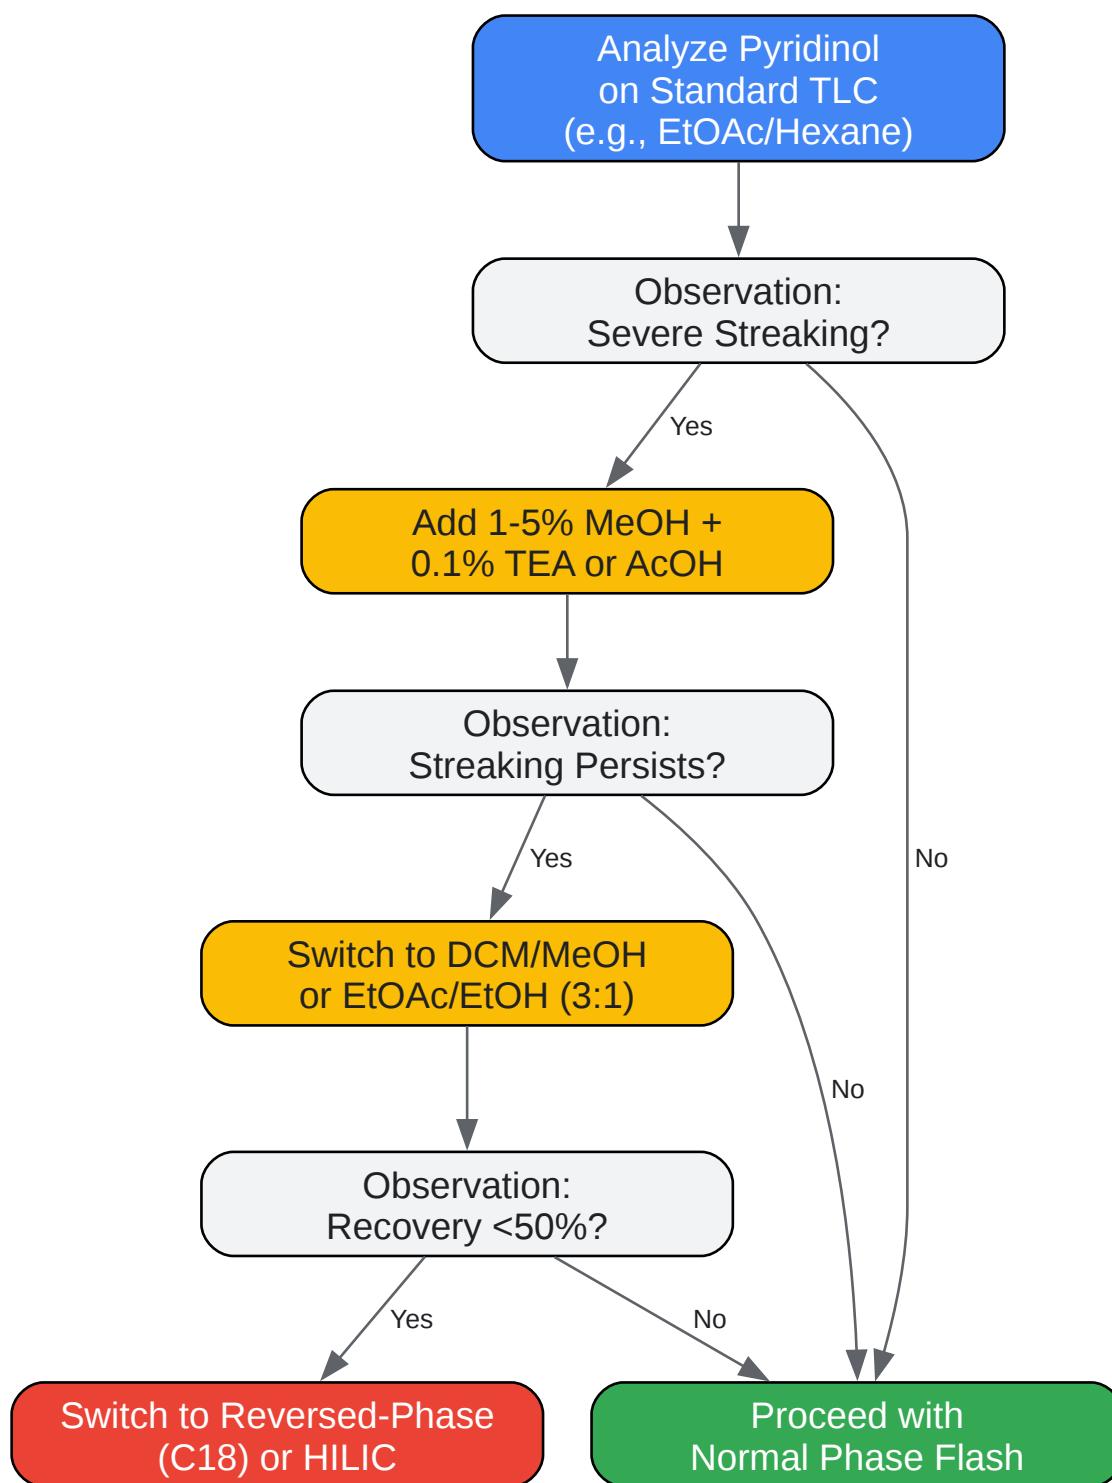 Analyze Pyridinol
on Standard TLC
(e.g., EtOAc/Hexane)
Observation:
Severe Streaking?
Yes
Add 1-5% MeOH +
0.1% TEA or AcOH
Observation:
Streaking Persists?
Yes
No
Switch to DCM/MeOH
or EtOAc/EtOH (3:1)
No
Observation:
Recovery <50%?
Yes
No
Switch to Reversed-Phase
(C18) or HILIC
Proceed with
Normal Phase Flash